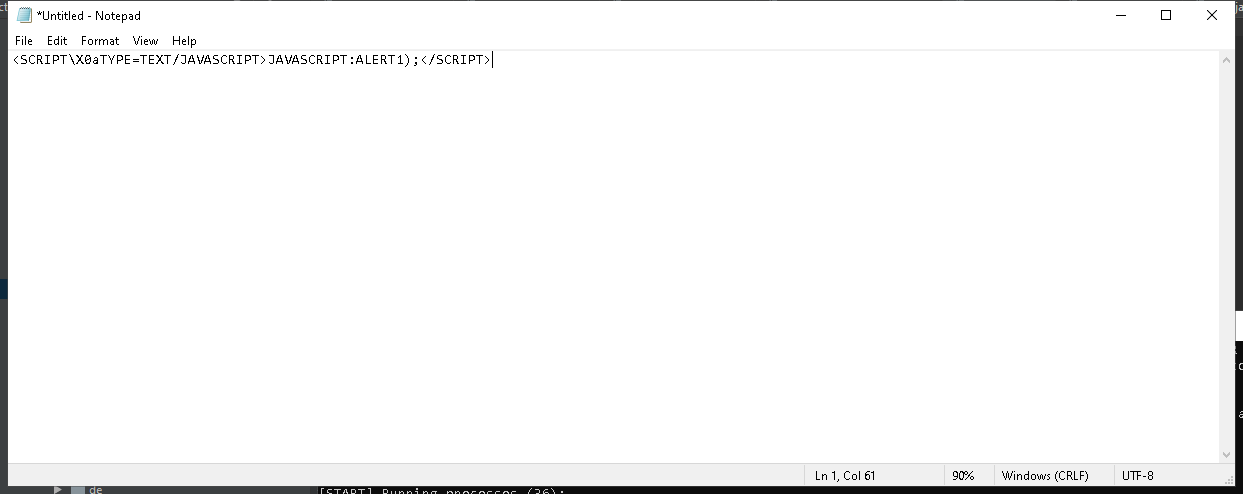 *Untitled - Notepad
File Edit Format View Help
<SCRIPT\X0aTYPE=TEXT/JAVASCRIPT>JAVASCRIPT:ALERT1);</SCRIPT>
Ln 1, Col 61 90% Windows (CRLF) UTF-8
de
[START] Running processes (36):